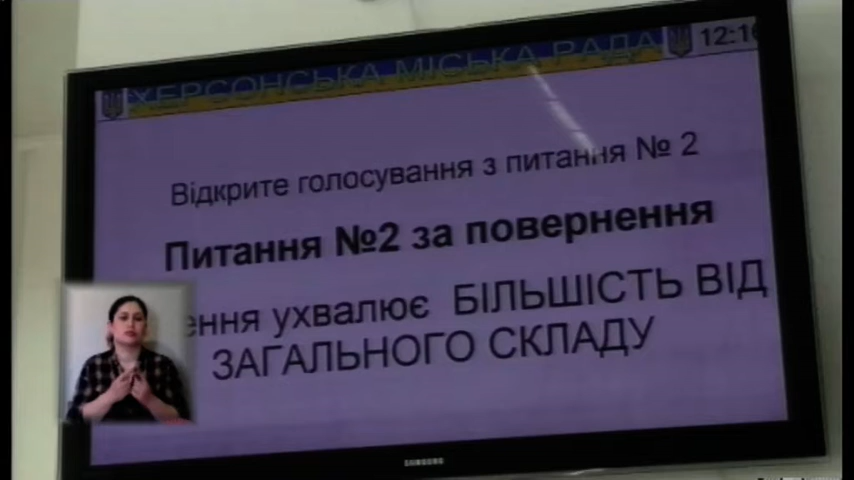 ХЕРСОНСЬКА МІСЬКА РАДА 12:16
Відкрите голосування з питання № 2
Питання №2 за повернення
ення ухвалює БІЛЬШІСТЬ ВІД
ЗАГАЛЬНОГО СКЛАДУ
SAMSUNG